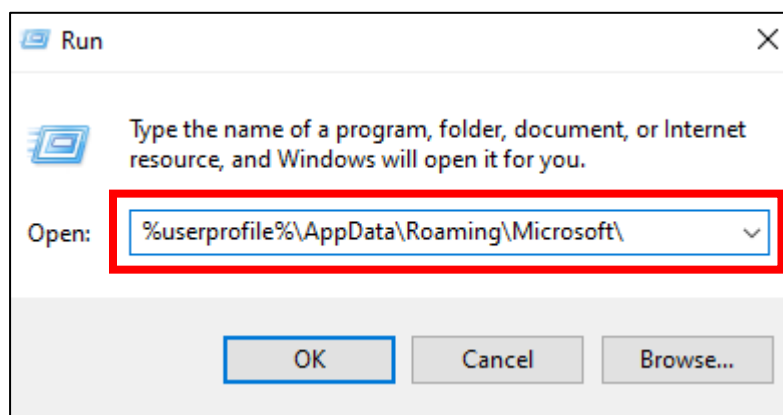 Run
Type the name of a program, folder, document, or Internet
resource, and Windows will open it for you.
Open: %userprofile%\AppData\Roaming\Microsoft\
OK Cancel Browse...